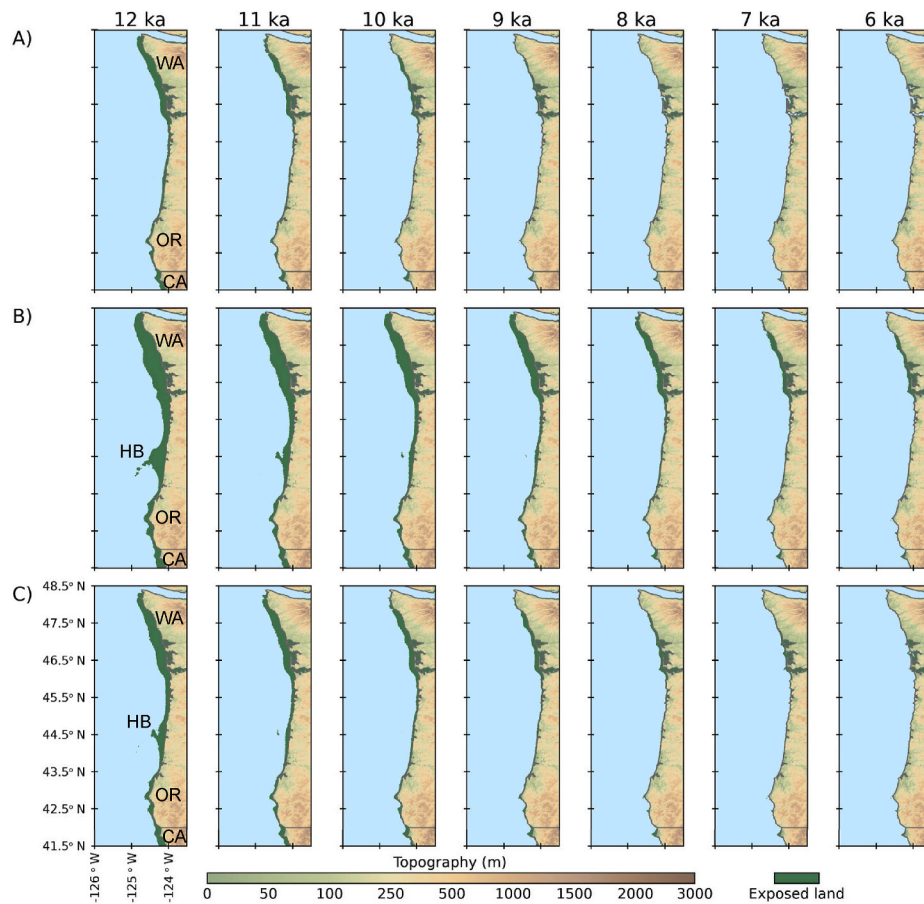 12 ka 11 ka 10 ka 9 ka 8 ka 7 ka 6 ka
A)
WA
OR
CA
B)
WA
HB
OR
CA
C)
48.5° N
WA
47.5° N
46.5° N
45.5° N
HB
44.5° N
43.5° N
OR
42.5° N
CA
41.5° N
-126° W -125° W -124° W
Topography (m)
0 50 100 250 500 1000 1500 2000 3000
Exposed land